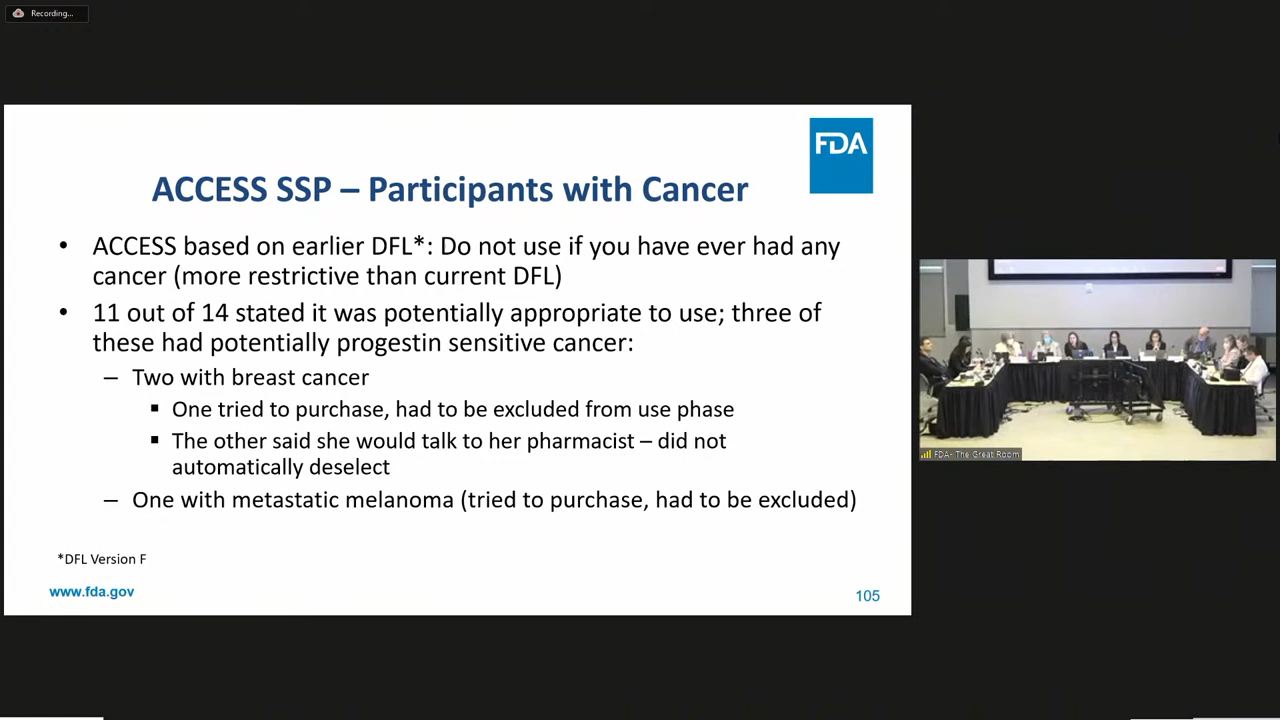 Recording...
FDA
ACCESS SSP – Participants with Cancer
• ACCESS based on earlier DFL*: Do not use if you have ever had any
cancer (more restrictive than current DFL)
• 11 out of 14 stated it was potentially appropriate to use; three of
these had potentially progestin sensitive cancer:
– Two with breast cancer
▪ One tried to purchase, had to be excluded from use phase
▪ The other said she would talk to her pharmacist – did not
automatically deselect
– One with metastatic melanoma (tried to purchase, had to be excluded)
*DFL Version F
www.fda.gov
105
FDA- The Great Room